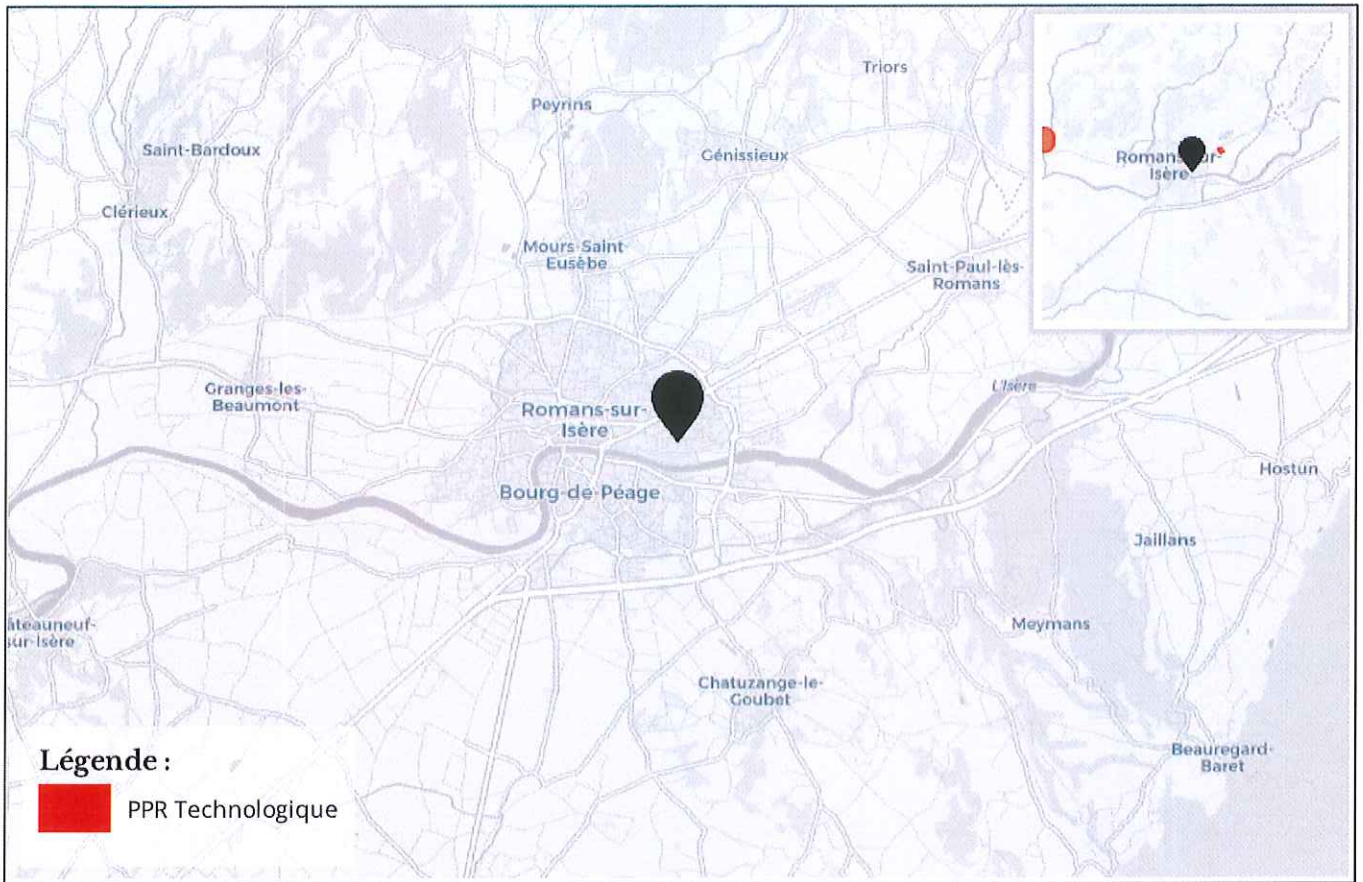 Triors
Peyrins
Saint-Bardoux
Génissieux
Clérieux
Mours-Saint-
Eusèbe
Saint-Paul-lès-
Romans
Romans-sur-
Isère
L'Isère
Granges-les-
Beaumont
Romans-sur-
Isère
Bourg-de-Péage
Hostun
Jaillans
âteauneuf-
sur-Isère
Meymans
Chatuzange-le-
Goubet
Beauregard-
Baret
Légende :
PPR Technologique